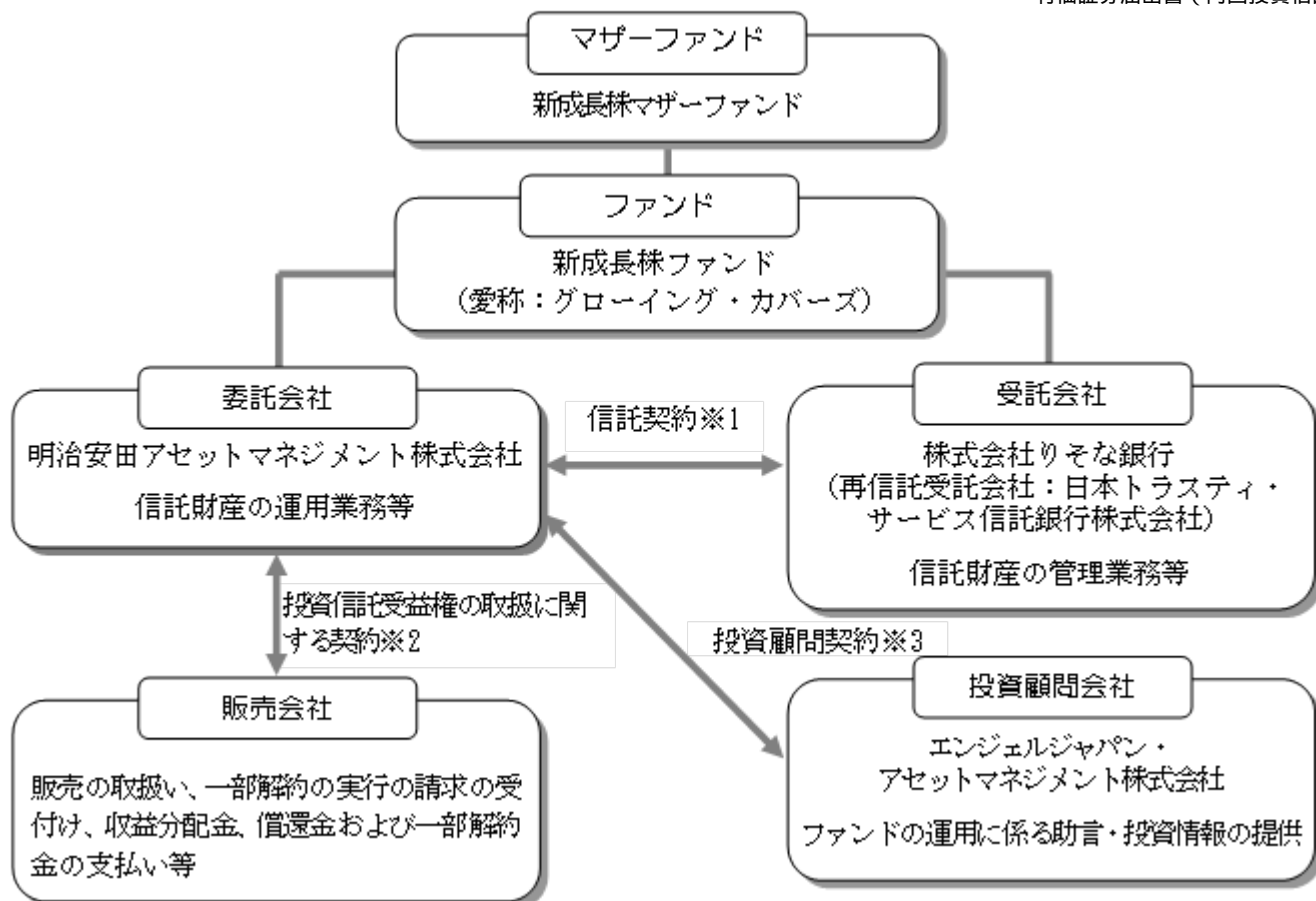 マザーファンド
新成長株マザーファンド
ファンド
新成長株ファンド
（愛称：グローイング・カバーズ）
委託会社
明治安田アセットマネジメント株式会社
信託財産の運用業務等
信託契約※1
受託会社
株式会社りそな銀行
（再信託受託会社：日本トラスティ・
サービス信託銀行株式会社）
信託財産の管理業務等
投資信託受益権の取扱に関
する契約※2
投資顧問契約※3
販売会社
販売の取扱い、一部解約の実行の請求の受
付け、収益分配金、償還金および一部解約
金の支払い等
投資顧問会社
エンジェルジャパン・
アセットマネジメント株式会社
ファンドの運用に係る助言・投資情報の提供